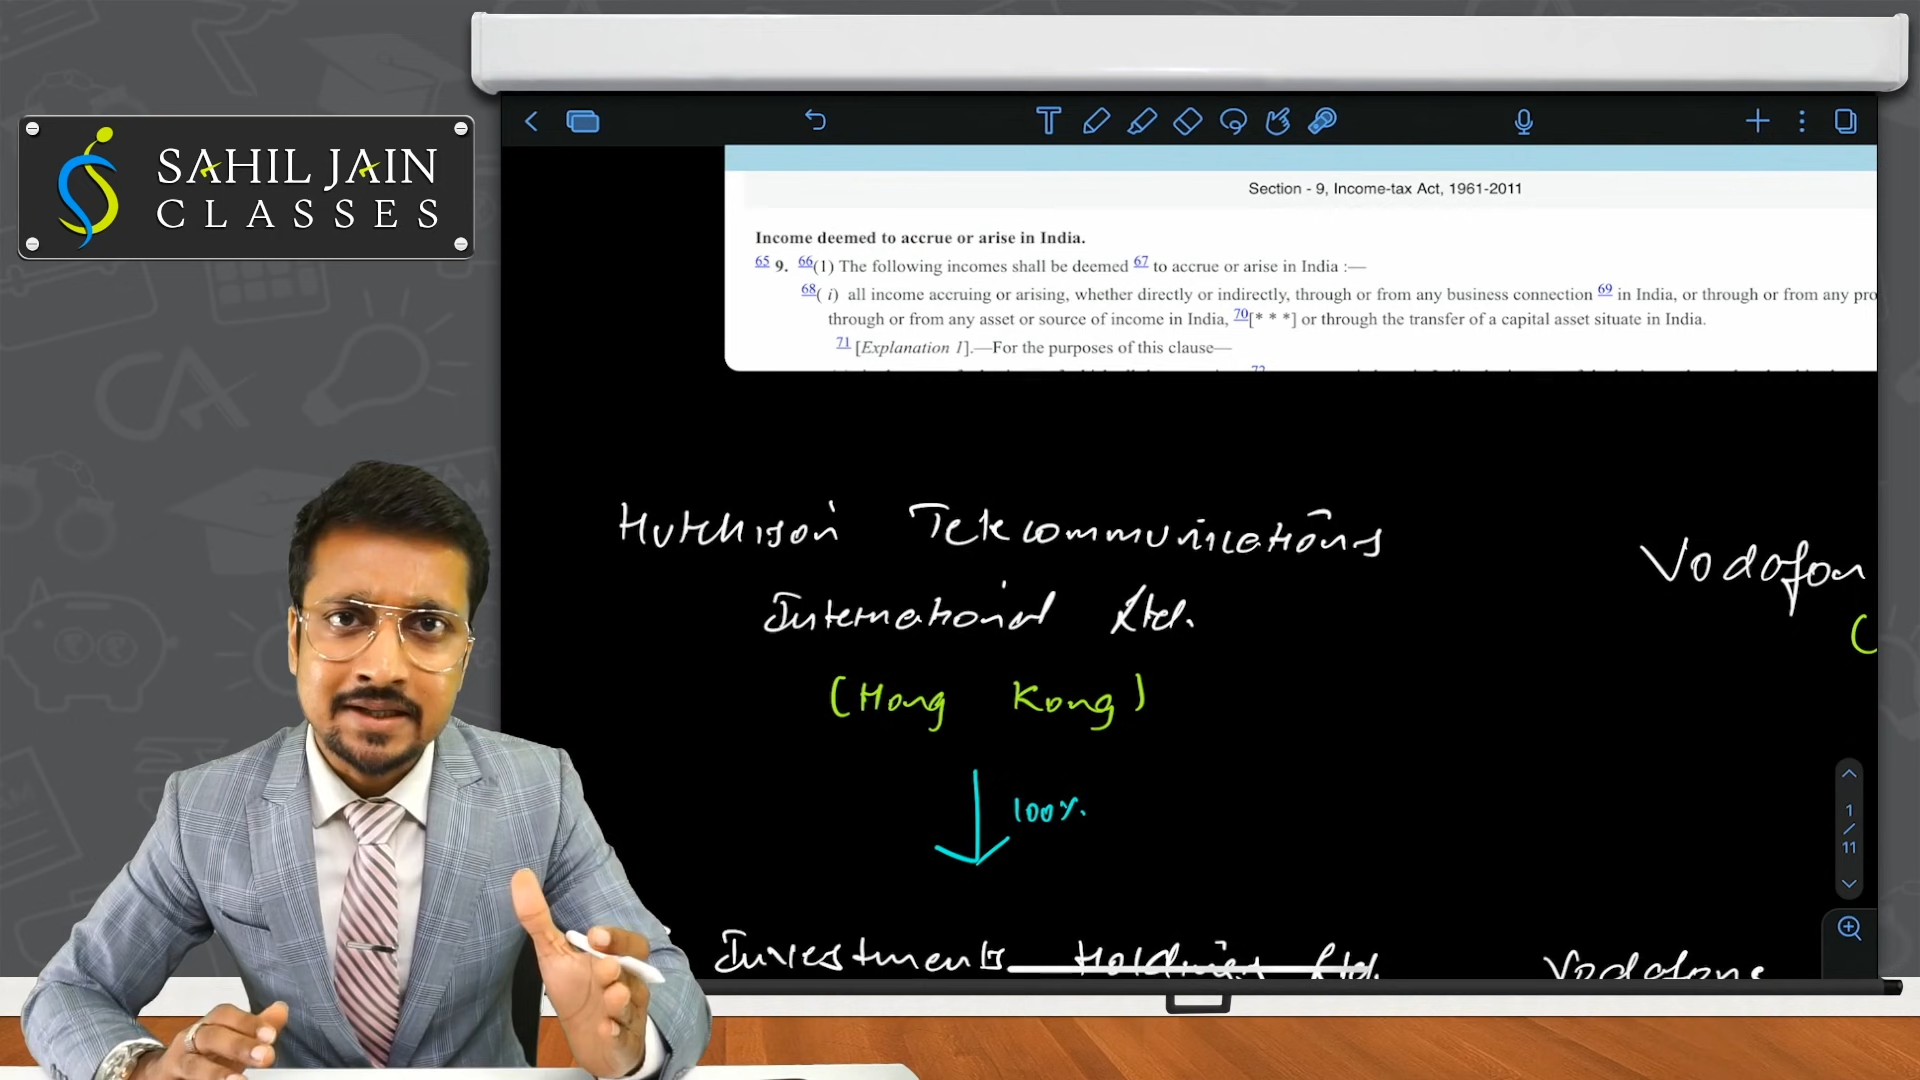 SAHIL JAIN
CLASSES
Section - 9, Income-tax Act, 1961-2011
Income deemed to accrue or arise in India.
65 9. 66(1) The following incomes shall be deemed 67 to accrue or arise in India :—
68( i) all income accruing or arising, whether directly or indirectly, through or from any business connection 69 in India, or through or from any pro
through or from any asset or source of income in India, 70[* * *] or through the transfer of a capital asset situate in India.
71 [Explanation 1].—For the purposes of this clause—
72
Hutchison Telecommunications
International Ltd.
(Hong Kong)
Vodafon
(
100%.
Investments Holdings Ltd.
Vodafone
1
/
11